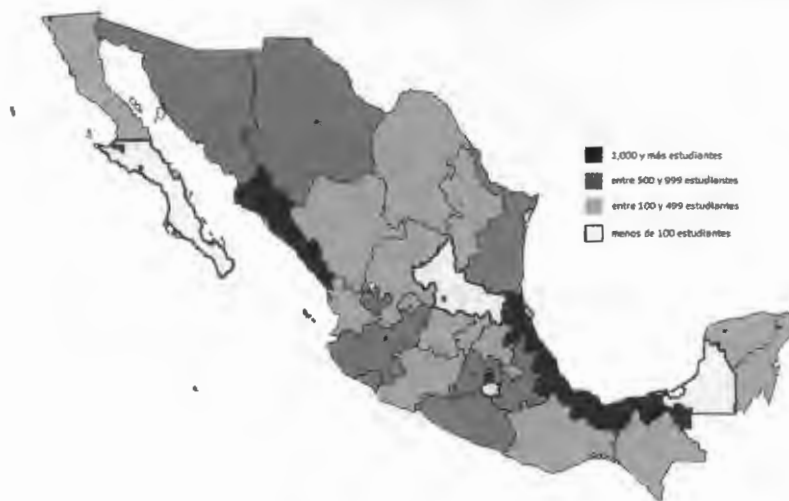 1,000 y más estudiantes
entre 500 y 999 estudiantes
entre 100 y 499 estudiantes
menos de 100 estudiantes